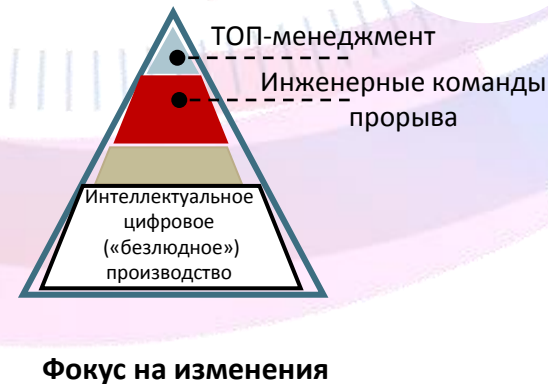 ТОП-менеджмент
Инженерные команды
прорыва
Интеллектуальное
цифровое
(«безлюдное»)
производство
Фокус на изменения